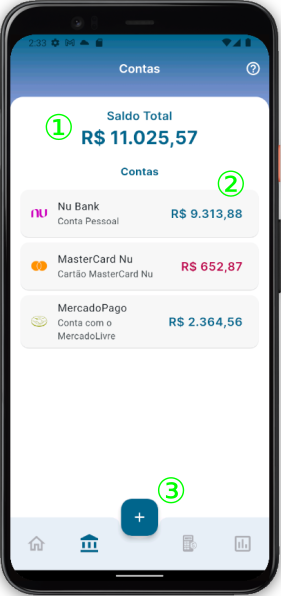 2:33
Contas
?
① Saldo Total
R$ 11.025,57
Contas
②
nu Nu Bank
Conta Pessoal
R$ 9.313,88
MasterCard Nu
Cartão MasterCard Nu
R$ 652,87
MercadoPago
Conta com o
MercadoLivre
R$ 2.364,56
③
+